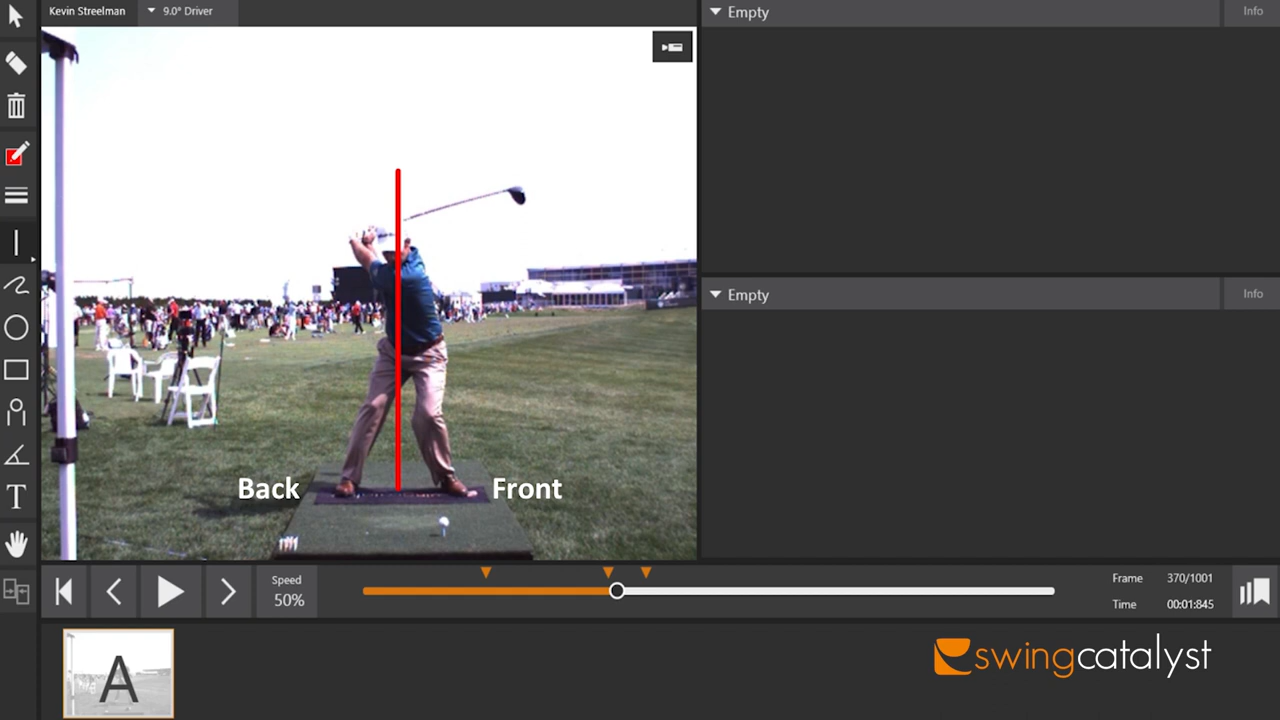 Kevin Streelman
9.0° Driver
Empty
Info
Back
Front
Empty
Info
Speed
50%
Frame 370/1001
Time 00:01:845
T
A
swingcatalyst